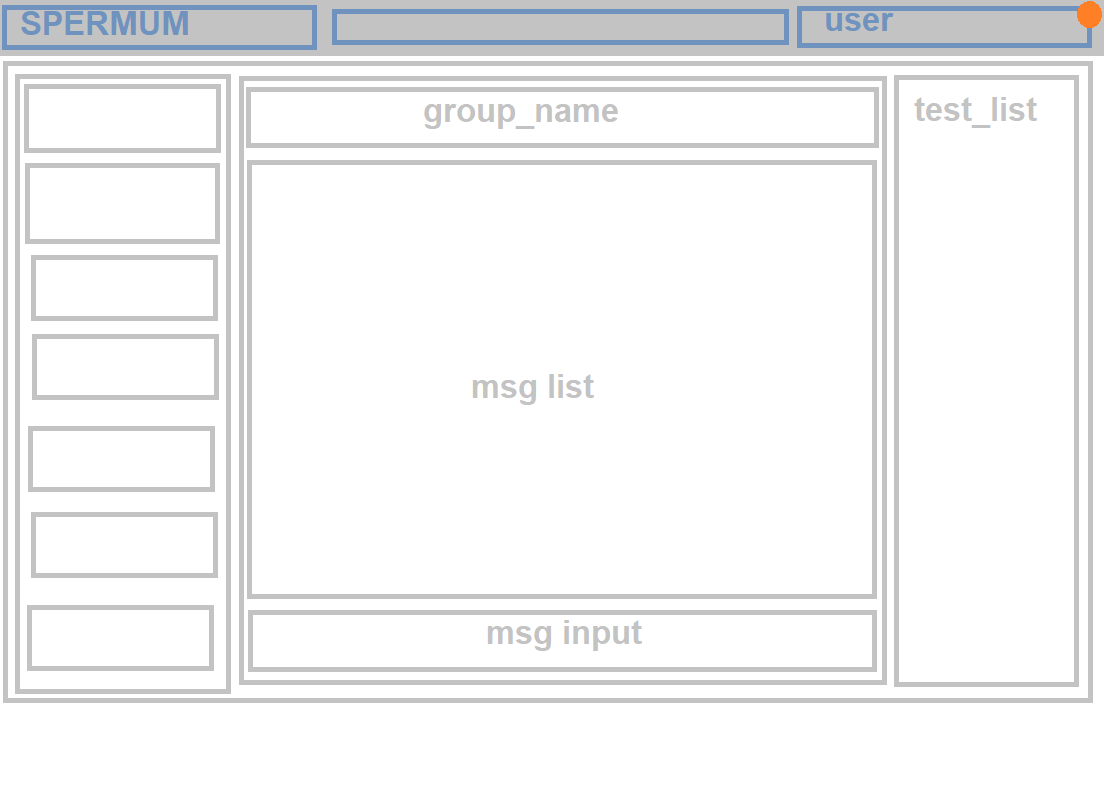 SPERMUM
user
group_name
test_list
msg list
msg input